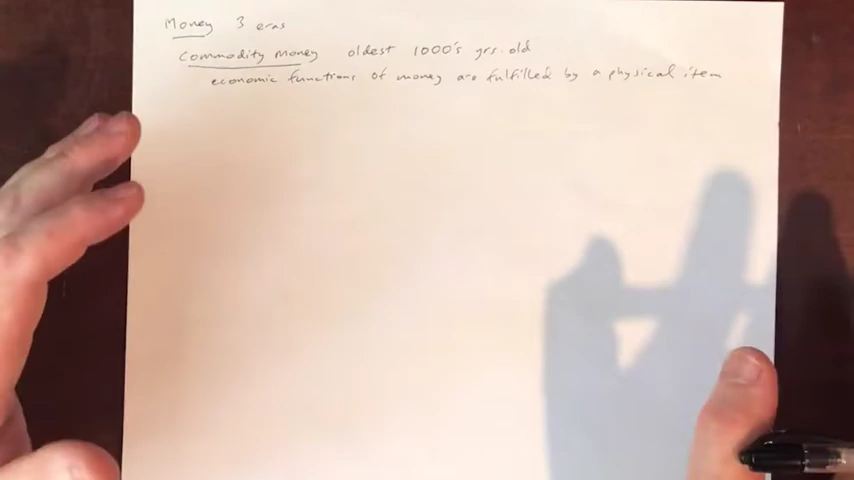 Money 3 eras
Commodity money oldest 1000's yrs. old
economic functions of money are fulfilled by a physical item